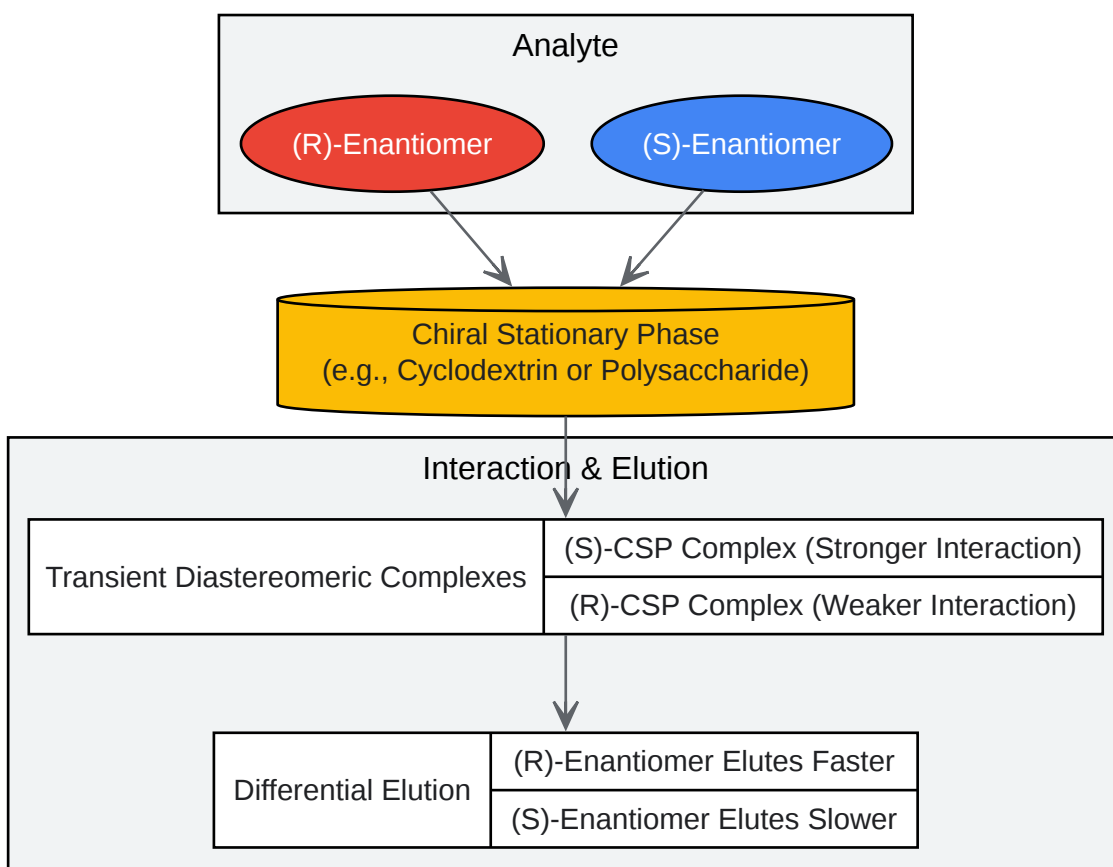 Analyte
(R)-Enantiomer
(S)-Enantiomer
Chiral Stationary Phase
(e.g., Cyclodextrin or Polysaccharide)
Interaction & Elution
Transient Diastereomeric Complexes
(S)-CSP Complex (Stronger Interaction)
(R)-CSP Complex (Weaker Interaction)
Differential Elution
(R)-Enantiomer Elutes Faster
(S)-Enantiomer Elutes Slower